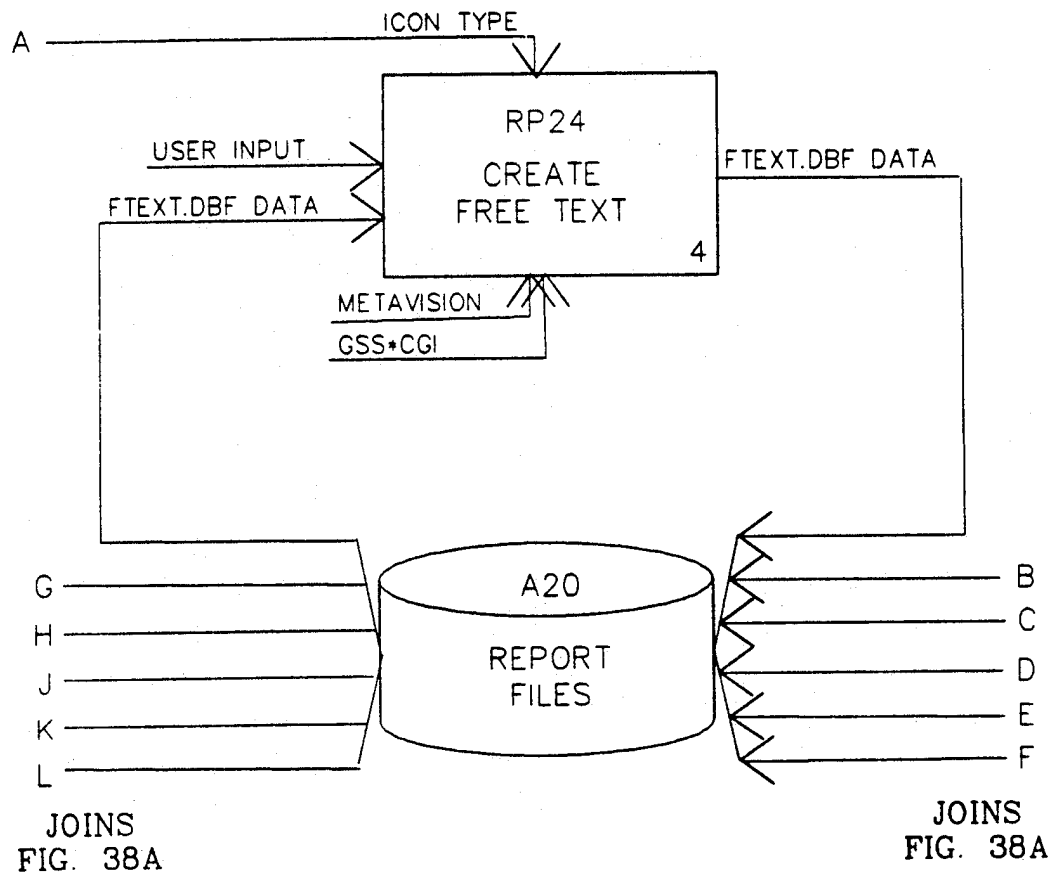 ICON TYPE
A
RP24
CREATE
FREE TEXT
4
USER INPUT
FTEXT.DBF DATA
FTEXT.DBF DATA
METAVISION
GSS*CGI
A20
REPORT
FILES
G
H
J
K
L
B
C
D
E
F
JOINS
FIG. 38A
JOINS
FIG. 38A